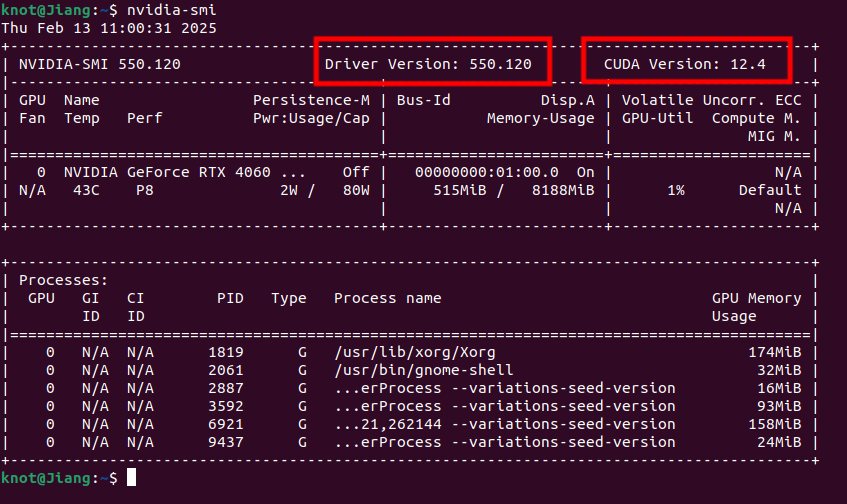 knot@Jiang:~$ nvidia-smi
Thu Feb 13 11:00:31 2025
+-----------------------------------------------------------------------------------------+
| NVIDIA-SMI 550.120                Driver Version: 550.120        CUDA Version: 12.4     |
|-----------------------------------------+------------------------+----------------------+
| GPU  Name                 Persistence-M | Bus-Id          Disp.A | Volatile Uncorr. ECC |
| Fan  Temp   Perf          Pwr:Usage/Cap |           Memory-Usage | GPU-Util  Compute M. |
|                                         |                        |               MIG M. |
|=========================================+========================+======================|
|   0  NVIDIA GeForce RTX 4060 ...    Off |   00000000:01:00.0  On |                  N/A |
| N/A   43C    P8              2W /   80W |     515MiB /   8188MiB |      1%      Default |
|                                         |                        |                  N/A |
+-----------------------------------------+------------------------+----------------------+
+-----------------------------------------------------------------------------------------+
| Processes:                                                                              |
|  GPU   GI   CI        PID   Type   Process name                              GPU Memory |
|        ID   ID                                                               Usage      |
|=========================================================================================|
|    0   N/A  N/A      1819      G   /usr/lib/xorg/Xorg                            174MiB |
|    0   N/A  N/A      2061      G   /usr/bin/gnome-shell                           32MiB |
|    0   N/A  N/A      2887      G   ...erProcess --variations-seed-version         16MiB |
|    0   N/A  N/A      3592      G   ...erProcess --variations-seed-version         93MiB |
|    0   N/A  N/A      6921      G   ...21,262144 --variations-seed-version        158MiB |
|    0   N/A  N/A      9437      G   ...erProcess --variations-seed-version         24MiB |
+-----------------------------------------------------------------------------------------+
knot@Jiang:~$